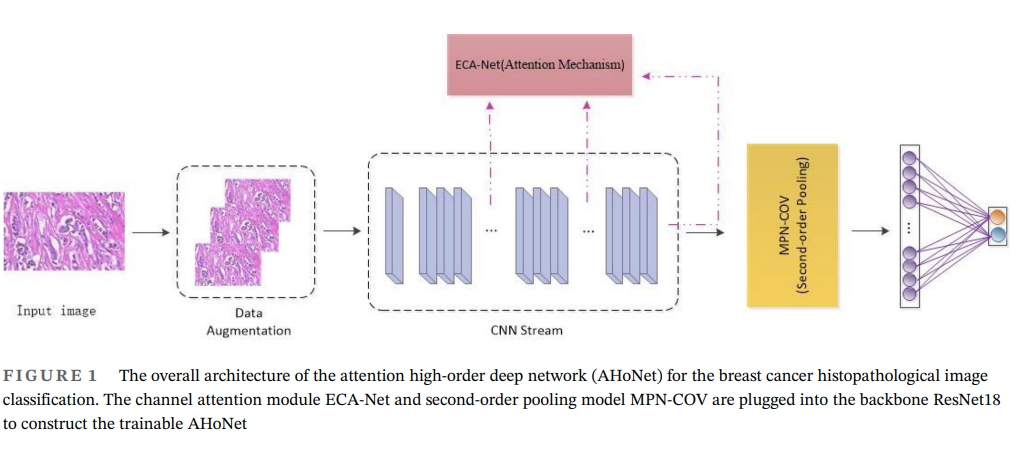 ECA-Net(Attention Mechanism)
MPN-COV
(Second-order Pooling)
...
...
...
Input image
Data
Augmentation
CNN Stream
FIGURE 1 The overall architecture of the attention high-order deep network (AHoNet) for the breast cancer histopathological image
classification. The channel attention module ECA-Net and second-order pooling model MPN-COV are plugged into the backbone ResNet18
to construct the trainable AHoNet